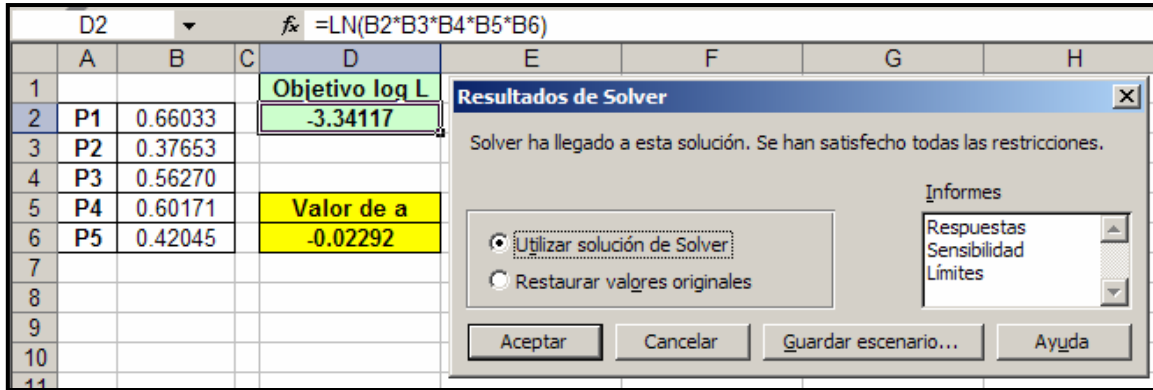 D2 fx =LN(B2*B3*B4*B5*B6)
A B C D E F G H
1 Objetivo log L
2 P1 0.66033 -3.34117
3 P2 0.37653
4 P3 0.56270
5 P4 0.60171 Valor de a
6 P5 0.42045 -0.02292
7
8
9
10
11
Resultados de Solver
Solver ha llegado a esta solución. Se han satisfecho todas las restricciones.
Informes
Utilizar solución de Solver
Restaurar valores originales
Respuestas
Sensibilidad
Límites
Aceptar Cancelar Guardar escenario... Ayuda